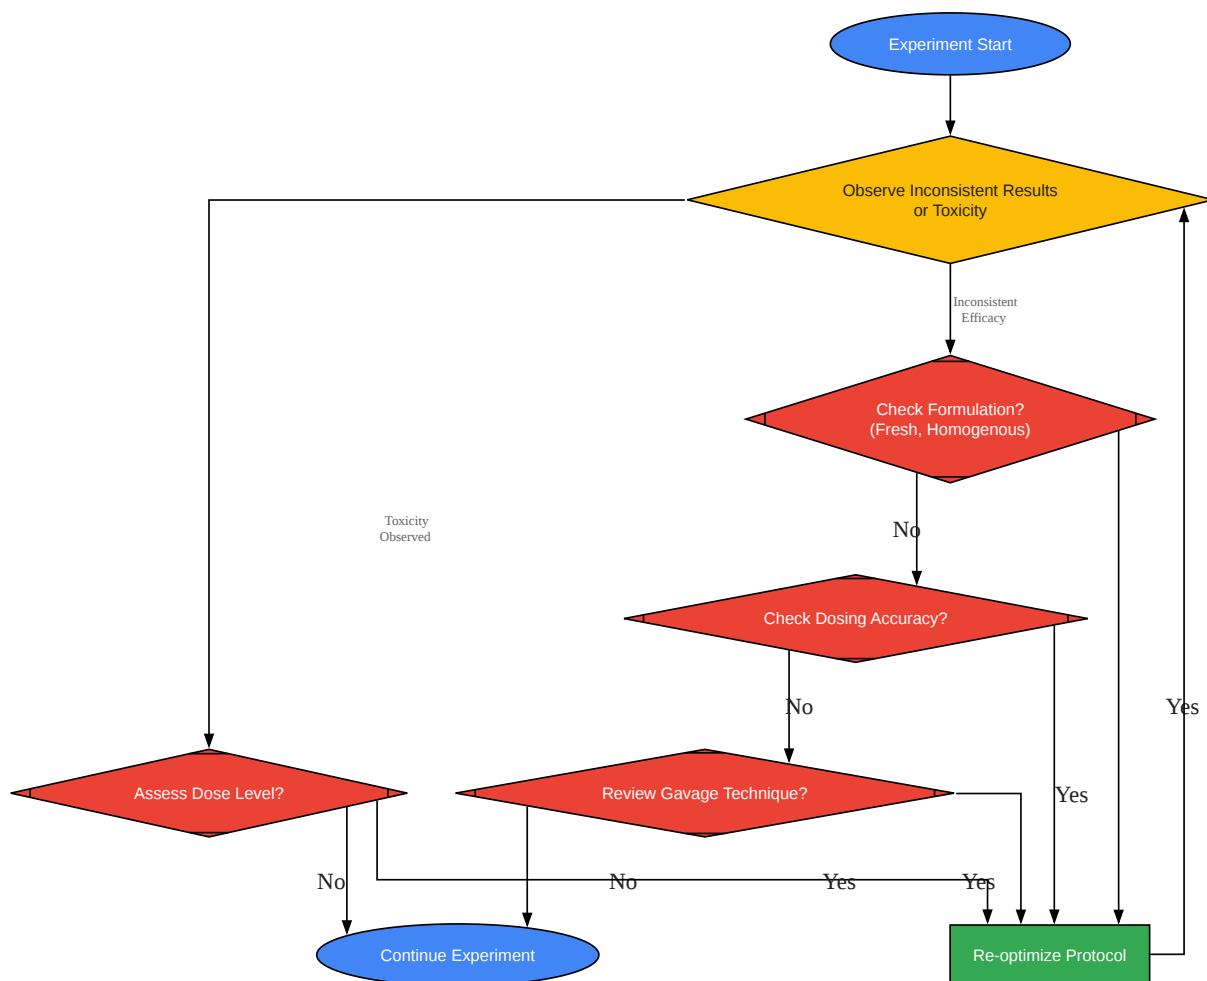 Experiment Start
Observe Inconsistent Results
or Toxicity
Inconsistent
Efficacy
Check Formulation?
(Fresh, Homogenous)
Toxicity
Observed
No
Check Dosing Accuracy?
No
Yes
Assess Dose Level?
Review Gavage Technique?
Yes
No
No
Yes
Yes
Continue Experiment
Re-optimize Protocol